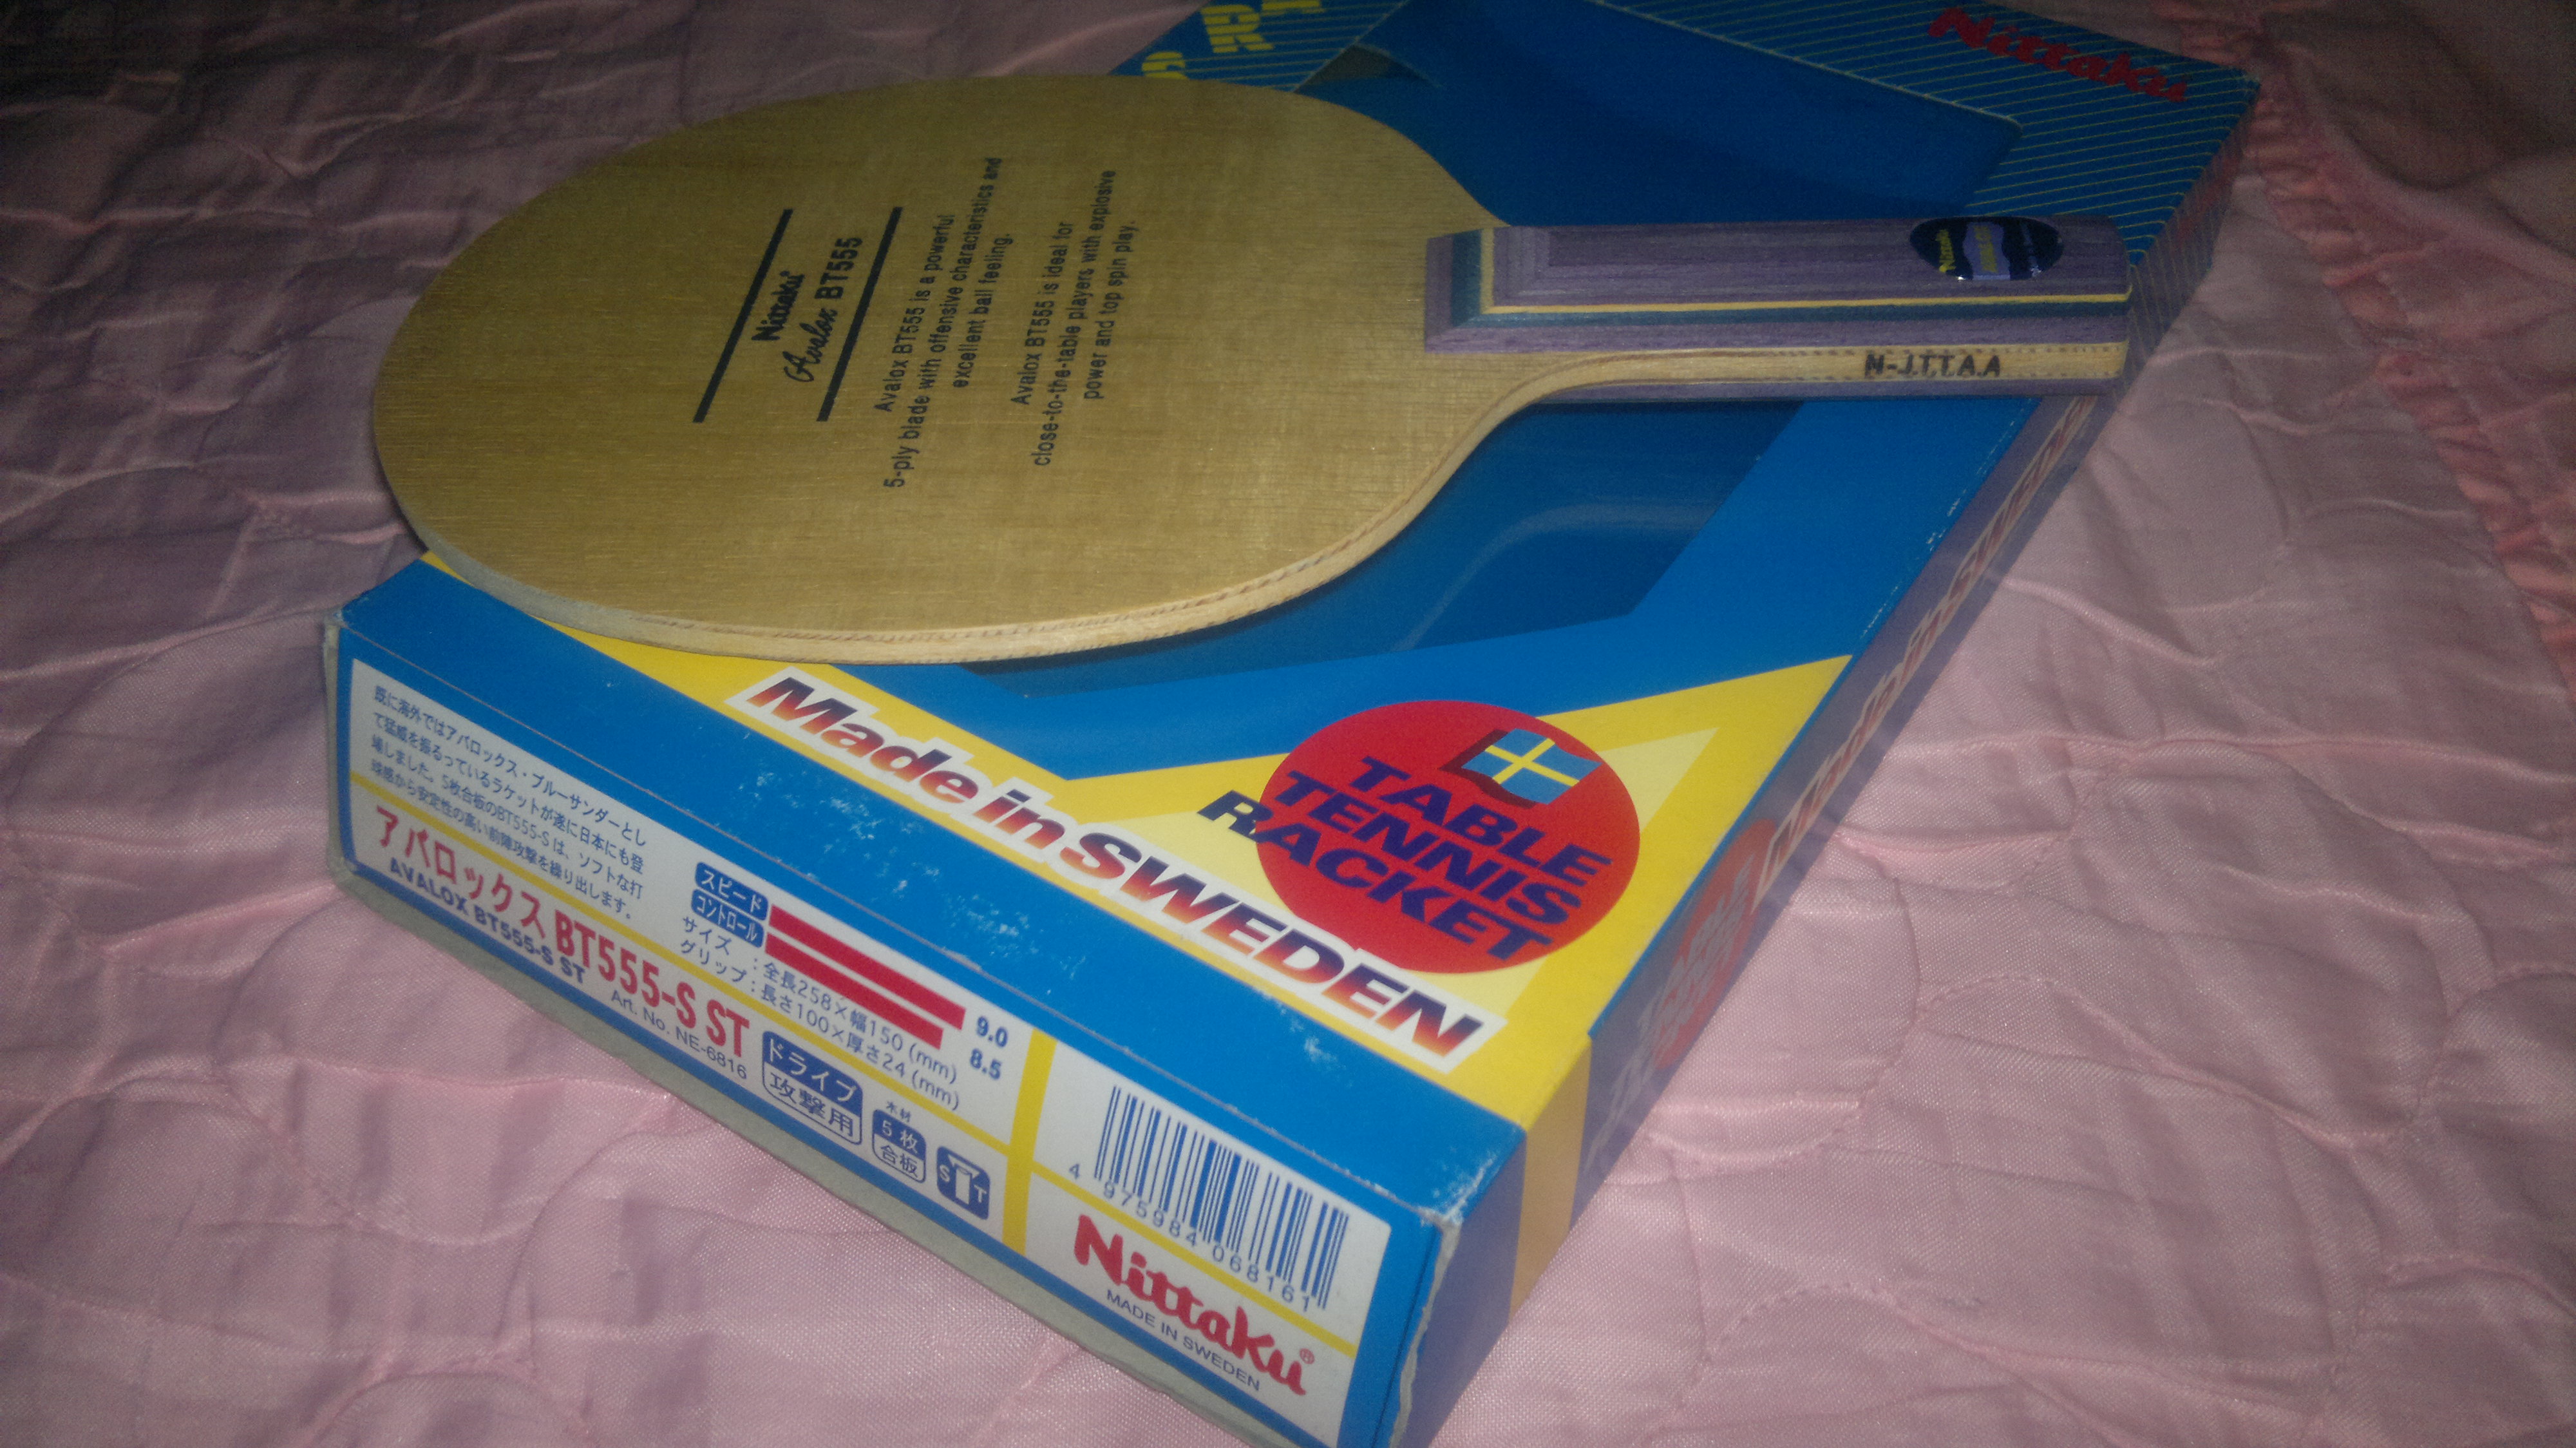 Nittaku
Nittaku
Avalox BT555
Avalox BT555 is a powerful
5-ply blade with offensive characteristics and
excellent ball feeling.
Avalox BT555 is ideal for
close-to-the-table players with explosive
power and top spin play.
N-J.T.T.A.A
Made in SWEDEN
TABLE
TENNIS
RACKET
既に海外ではアバロックス・ブルーサンダーとし
て猛威を振るっているラケットが遂に日本にも登
場しました。5枚合板のBT555-Sは、ソフトな打
球感から安定性の高い前陣攻撃を繰り出します。
アバロックス BT555-S ST
AVALOX BT555-S ST
Art. No. NE-6816
スピード 9.0
コントロール 8.5
サイズ : 全長258×幅150 (mm)
グリップ : 長さ100×厚さ24 (mm)
ドライブ
攻撃用
木材
5枚
合板
ST
4 975984 068161
Nittaku®
MADE IN SWEDEN